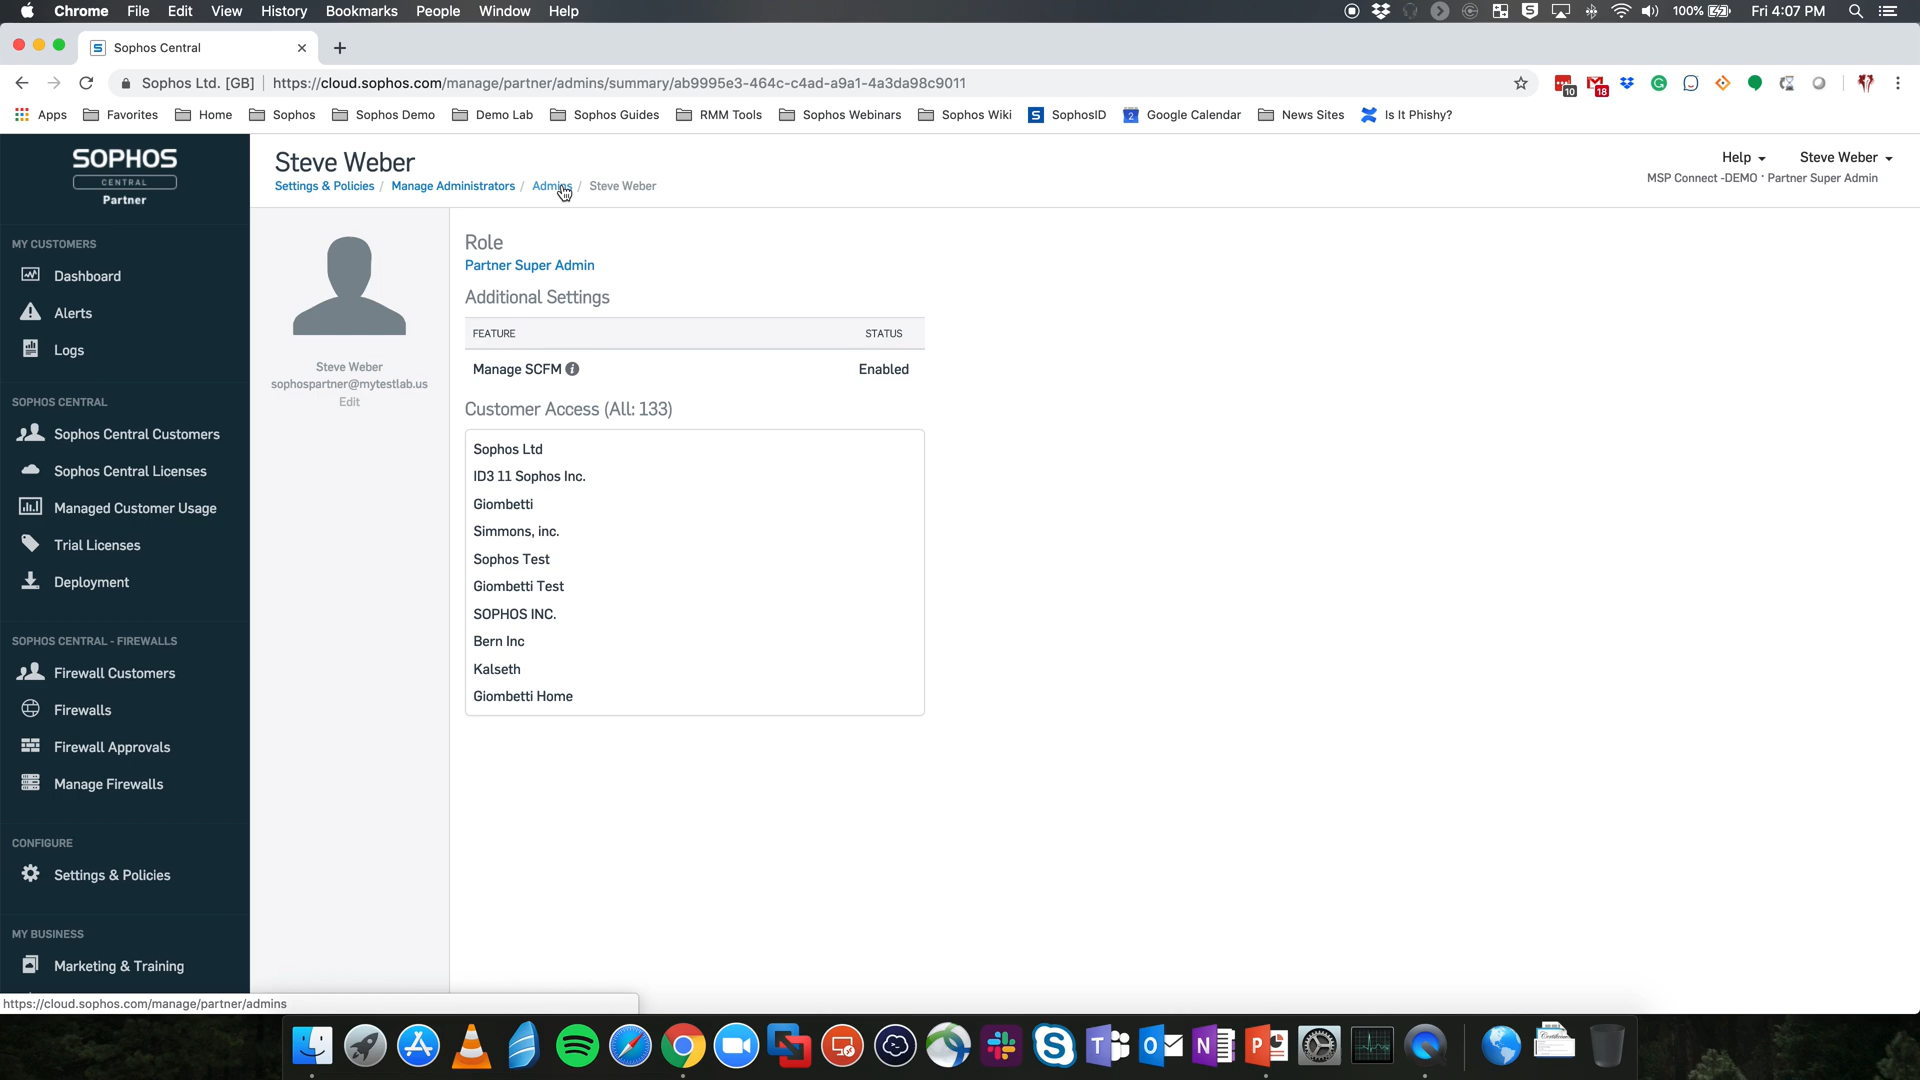 Chrome File Edit View History Bookmarks People Window Help 100% Fri 4:07 PM
Sophos Central
Sophos Ltd. [GB] https://cloud.sophos.com/manage/partner/admins/summary/ab9995e3-464c-c4ad-a9a1-4a3da98c9011 10 18
Apps Favorites Home Sophos Sophos Demo Demo Lab Sophos Guides RMM Tools Sophos Webinars Sophos Wiki S SophosID 2 Google Calendar News Sites Is It Phishy?
SOPHOS
CENTRAL
Partner
MY CUSTOMERS
Dashboard
Alerts
Logs
SOPHOS CENTRAL
Sophos Central Customers
Sophos Central Licenses
Managed Customer Usage
Trial Licenses
Deployment
SOPHOS CENTRAL - FIREWALLS
Firewall Customers
Firewalls
Firewall Approvals
Manage Firewalls
CONFIGURE
Settings & Policies
MY BUSINESS
Marketing & Training
Steve Weber
Settings & Policies / Manage Administrators / Admins / Steve Weber
Help Steve Weber
MSP Connect -DEMO · Partner Super Admin
Steve Weber
sophospartner@mytestlab.us
Edit
Role
Partner Super Admin
Additional Settings
FEATURE STATUS
Manage SCFM Enabled
Customer Access (All: 133)
Sophos Ltd
ID3 11 Sophos Inc.
Giombetti
Simmons, inc.
Sophos Test
Giombetti Test
SOPHOS INC.
Bern Inc
Kalseth
Giombetti Home
https://cloud.sophos.com/manage/partner/admins